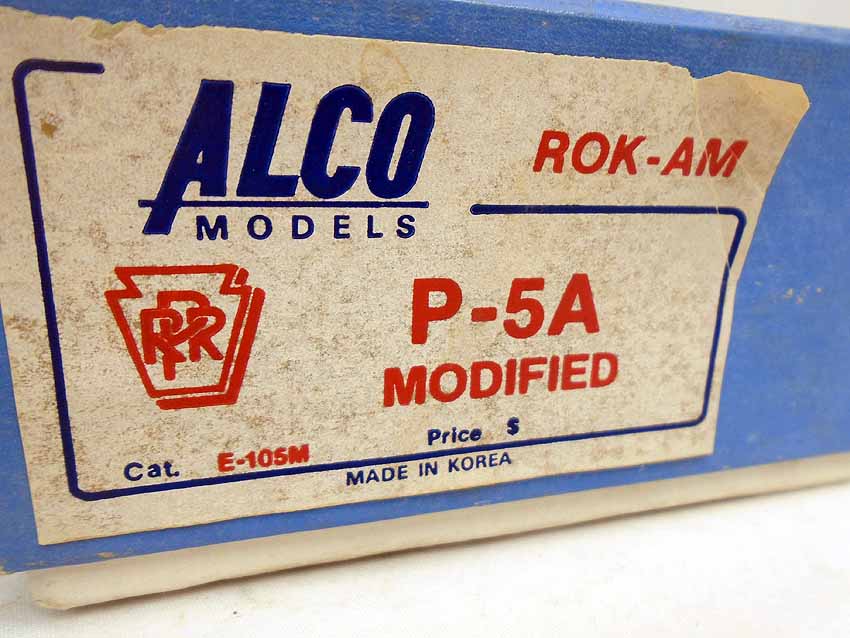 ALCO
MODELS
ROK-AM
PRR
P-5A
MODIFIED
Price $
Cat. E-105M
MADE IN KOREA